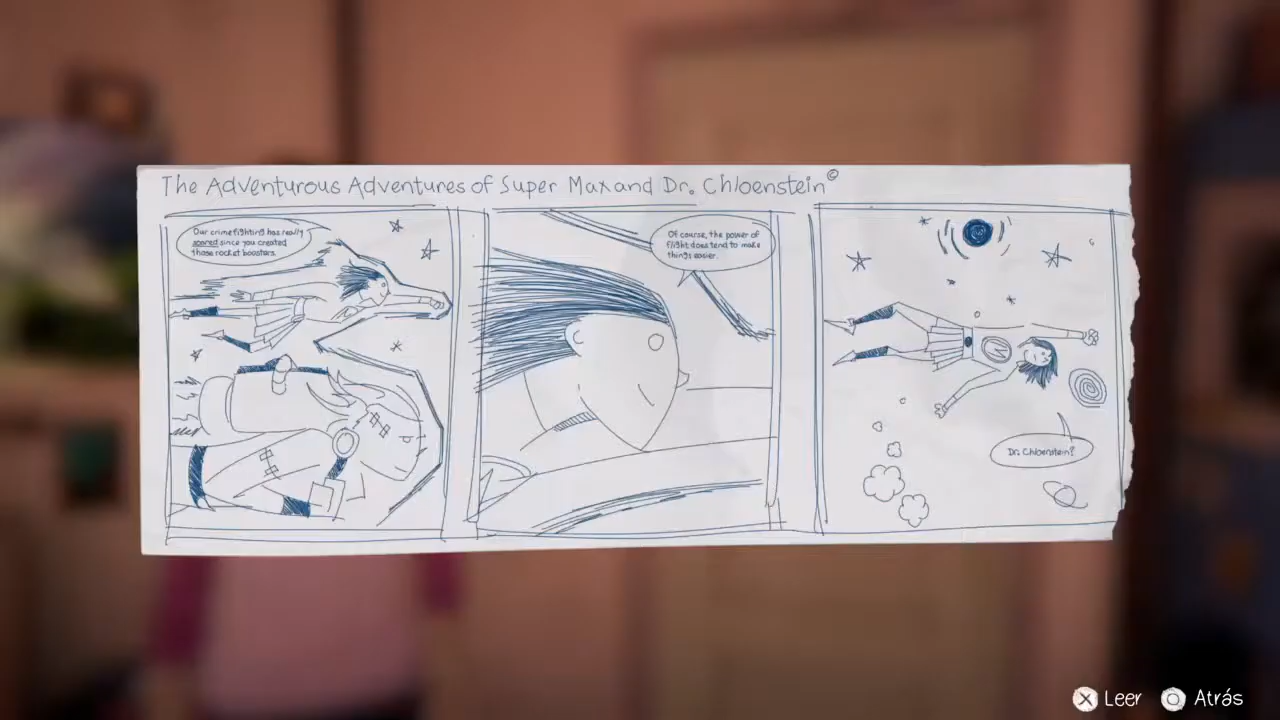 The Adventurous Adventures of Super Max and Dr. Chloenstein©
Our crimefighting has really
soared since you created
those rocket boosters.
Of course, the power of
flight does tend to make
things easier.
Dr. Chloenstein?
Leer Atrás